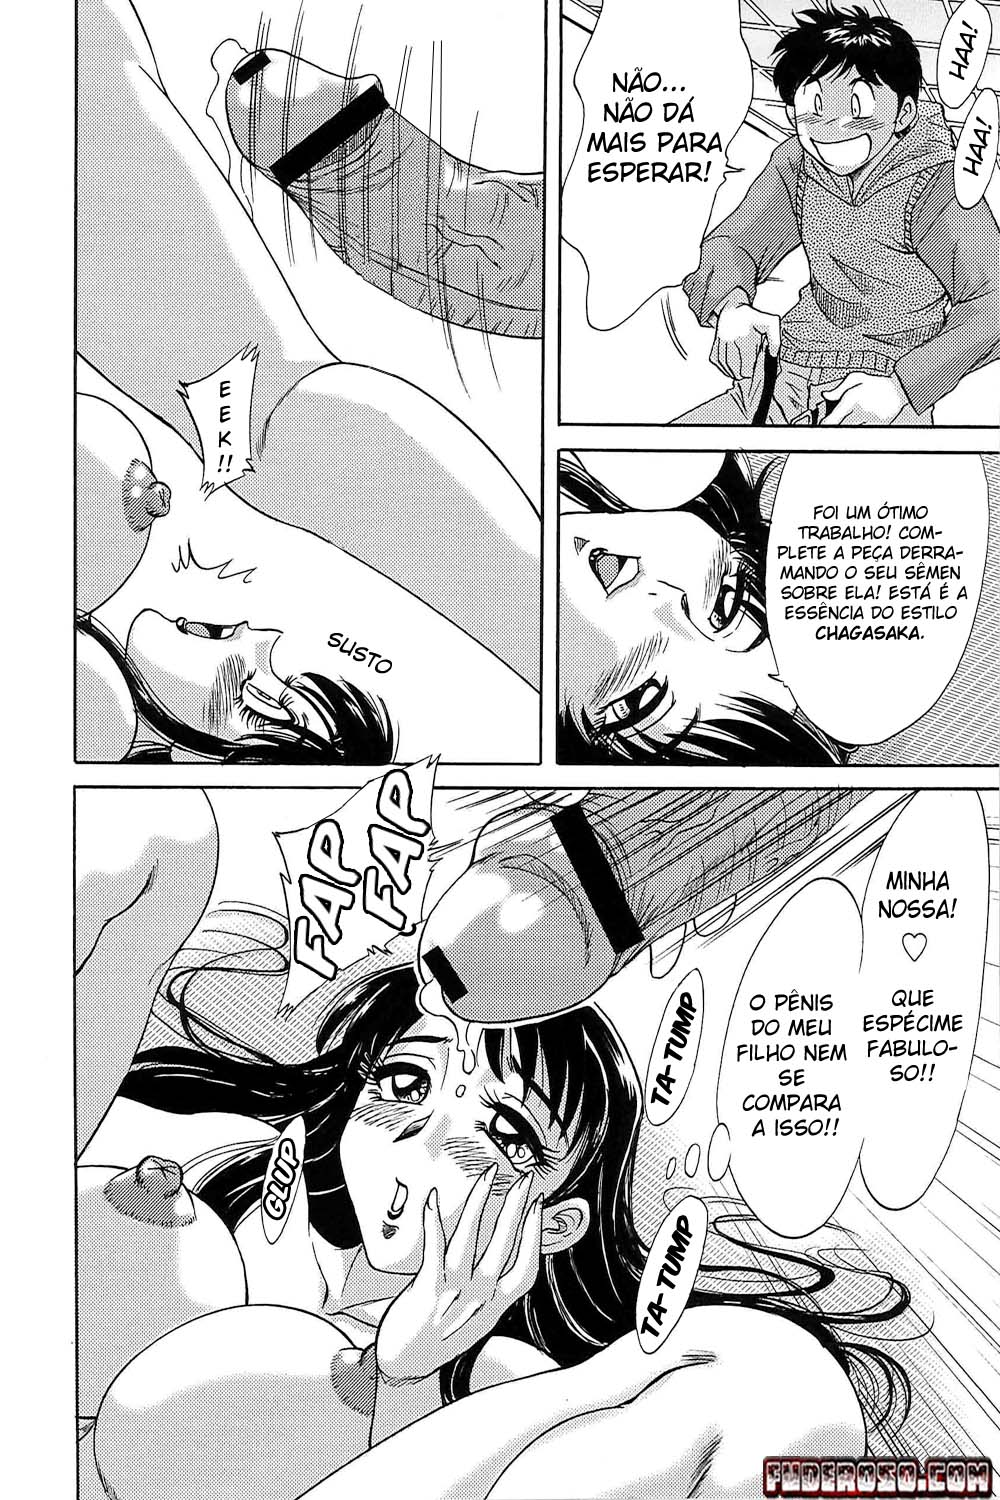 NÃO...
NÃO DÁ
MAIS PARA
ESPERAR!
HAA!
HAA!
EEK!!
FOI UM ÓTIMO
TRABALHO! COM-
PLETE A PEÇA DERRA-
MANDO O SEU SÊMEN
SOBRE ELA! ESTÁ É A
ESSÊNCIA DO ESTILO
CHAGASAKA.
SUSTO
FAP
FAP
MINHA
NOSSA!
♡
QUE
ESPÉCIME
FABULO-
SO!!
O PÊNIS
DO MEU
FILHO NEM
SE
COMPARA
A ISSO!!
TA-TUMP
GLUP
TA-TUMP
FUDEROSO.COM